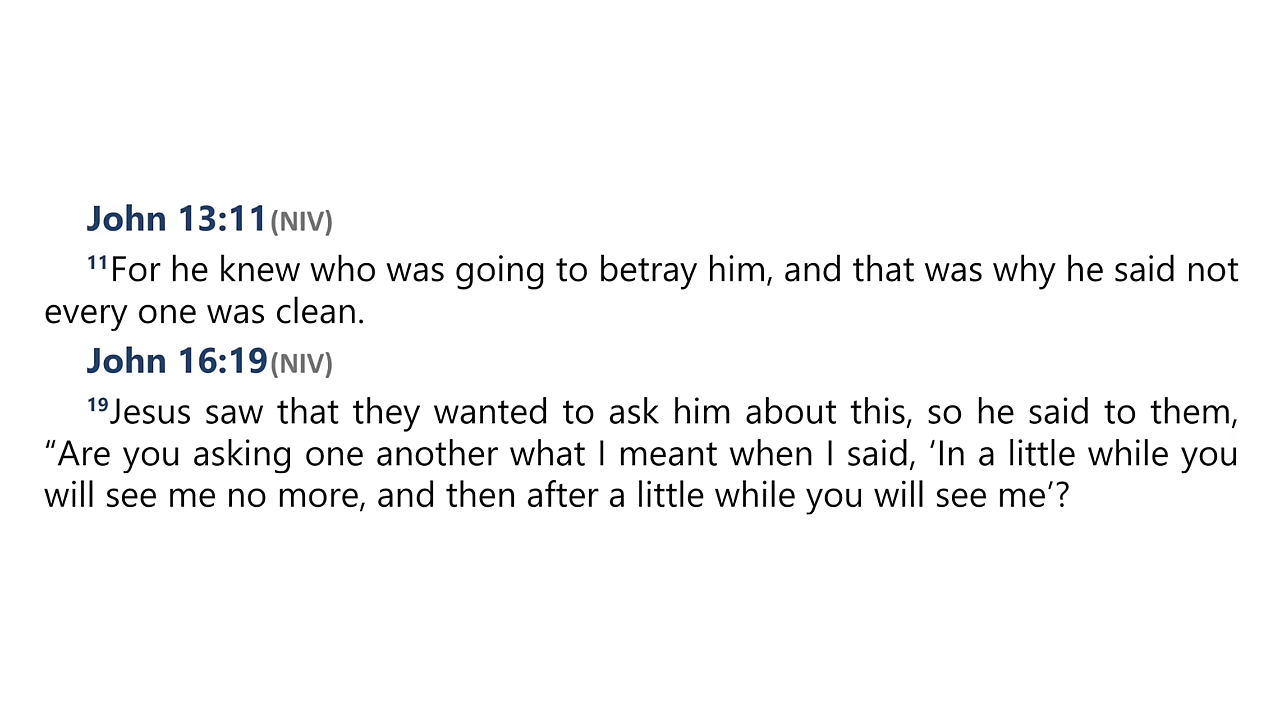 John 13:11(NIV)
11For he knew who was going to betray him, and that was why he said not
every one was clean.
John 16:19(NIV)
19Jesus saw that they wanted to ask him about this, so he said to them,
“Are you asking one another what I meant when I said, ‘In a little while you
will see me no more, and then after a little while you will see me’?